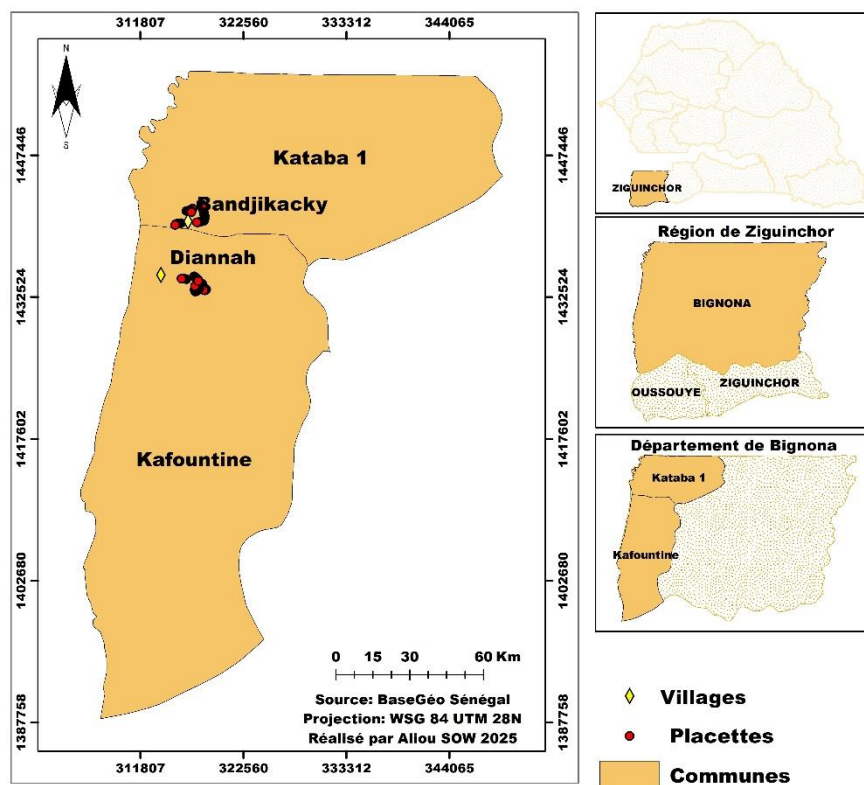 311807 322560 333312 344065
N
S
1447446
1432524
1417602
1402680
1387758
Kataba 1
Bandjikacky
Diannah
Kafountine
0 15 30 60 Km
Source: BaseGéo Sénégal
Projection: WSG 84 UTM 28N
Réalisé par Aliou SOW 2025
1447446
1432524
1417602
1402680
1387758
311807 322560 333312 344065
ZIGUINCHOR
Région de Ziguinchor
BIGNONA
OUSSOUYE
ZIGUINCHOR
Département de Bignona
Kataba 1
Kafountine
Villages
Placettes
Communes